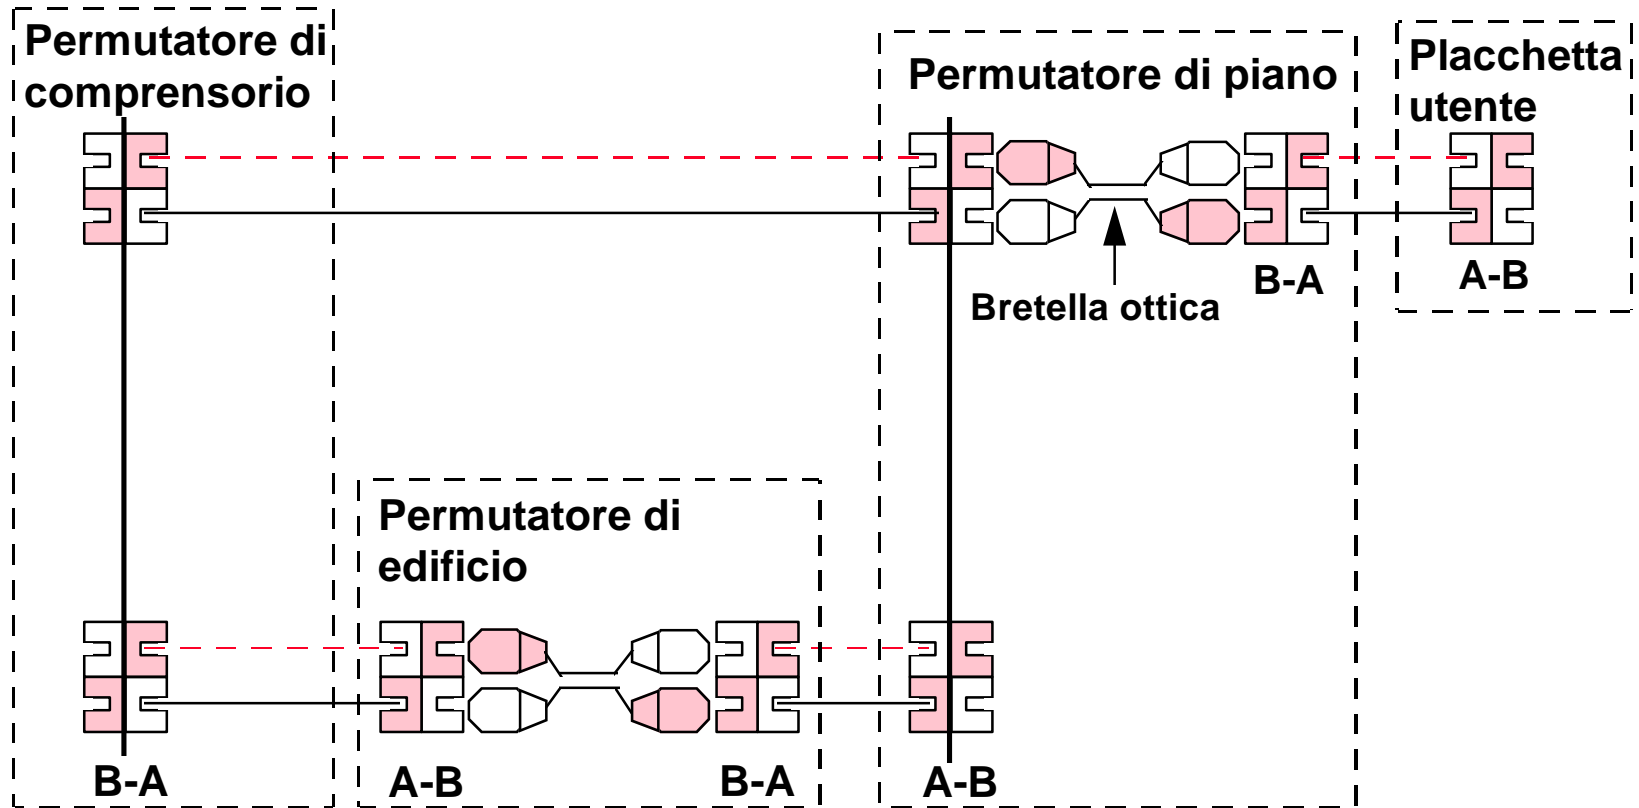 Permutatore di
comprensorio
Permutatore di piano
Placchetta
utente
B-A
A-B
Bretella ottica
Permutatore di
edificio
B-A
A-B
B-A
A-B